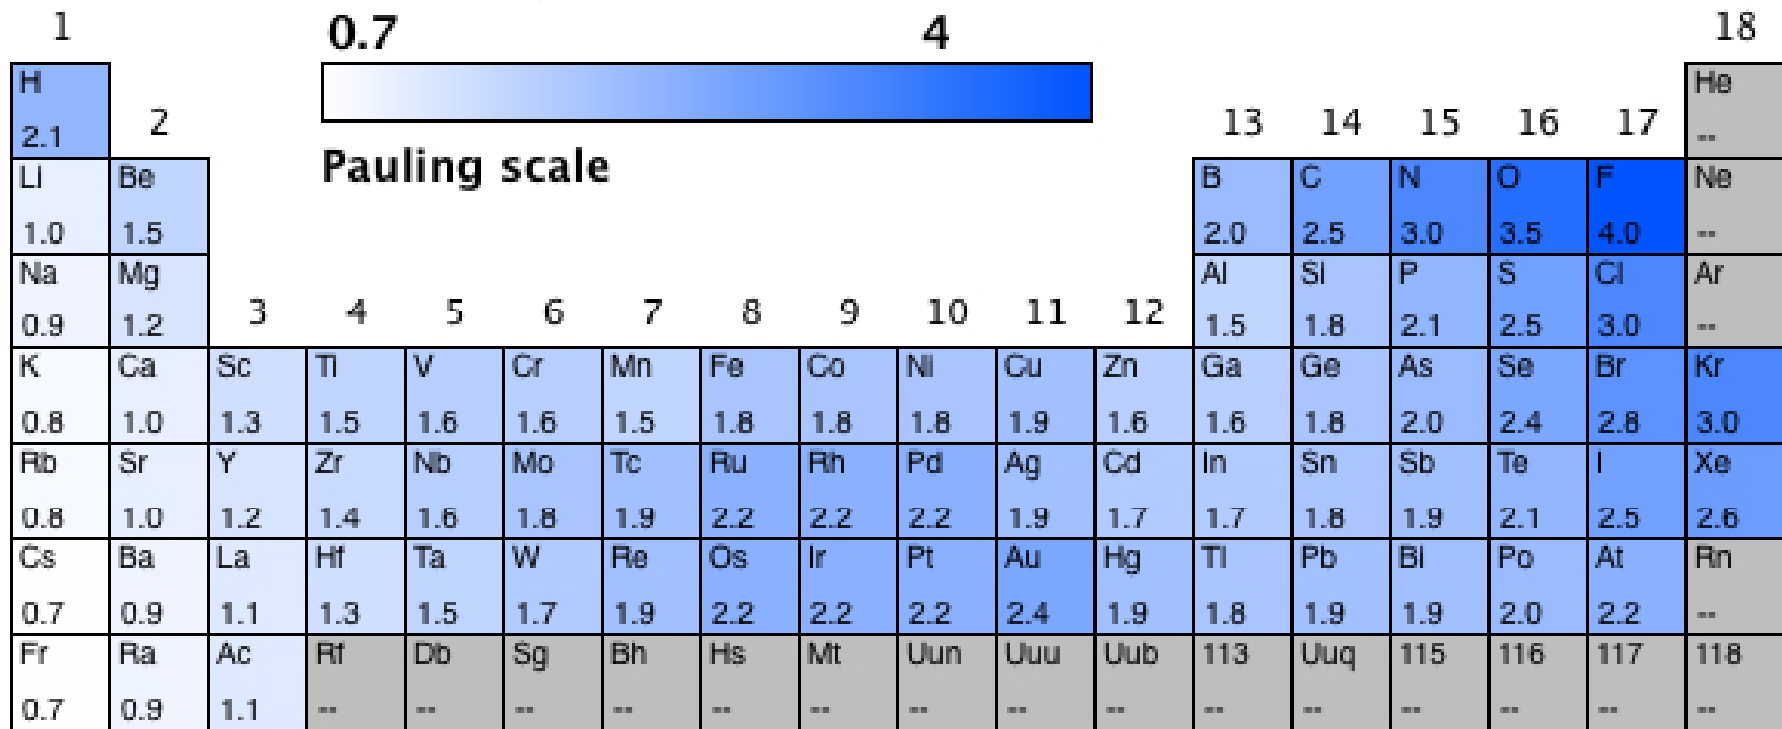 1 0.7 4 18
H He
2 13 14 15 16 17
2.1 --
Pauling scale
Li Be B C N O F Ne
1.0 1.5 2.0 2.5 3.0 3.5 4.0 --
Na Mg Al Si P S Cl Ar
3 4 5 6 7 8 9 10 11 12
0.9 1.2 1.5 1.8 2.1 2.5 3.0 --
K Ca Sc Ti V Cr Mn Fe Co Ni Cu Zn Ga Ge As Se Br Kr
0.8 1.0 1.3 1.5 1.6 1.6 1.5 1.8 1.8 1.8 1.9 1.6 1.6 1.8 2.0 2.4 2.8 3.0
Rb Sr Y Zr Nb Mo Tc Ru Rh Pd Ag Cd In Sn Sb Te I Xe
0.8 1.0 1.2 1.4 1.6 1.8 1.9 2.2 2.2 2.2 1.9 1.7 1.7 1.8 1.9 2.1 2.5 2.6
Cs Ba La Hf Ta W Re Os Ir Pt Au Hg Tl Pb Bi Po At Rn
0.7 0.9 1.1 1.3 1.5 1.7 1.9 2.2 2.2 2.2 2.4 1.9 1.8 1.9 1.9 2.0 2.2 --
Fr Ra Ac Rf Db Sg Bh Hs Mt Uun Uuu Uub 113 Uuq 115 116 117 118
0.7 0.9 1.1 -- -- -- -- -- -- -- -- -- -- -- -- -- -- --